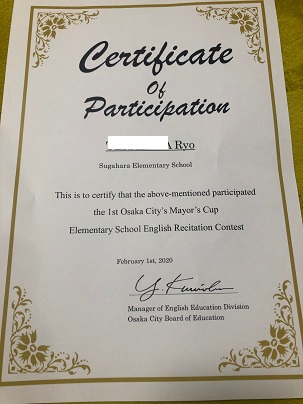 Certificate
Of
Participation
A Ryo
Sugahara Elementary School
This is to certify that the above-mentioned participated
the 1st Osaka City's Mayor's Cup
Elementary School English Recitation Contest
February 1st, 2020
Manager of English Education Division
Osaka City Board of Education